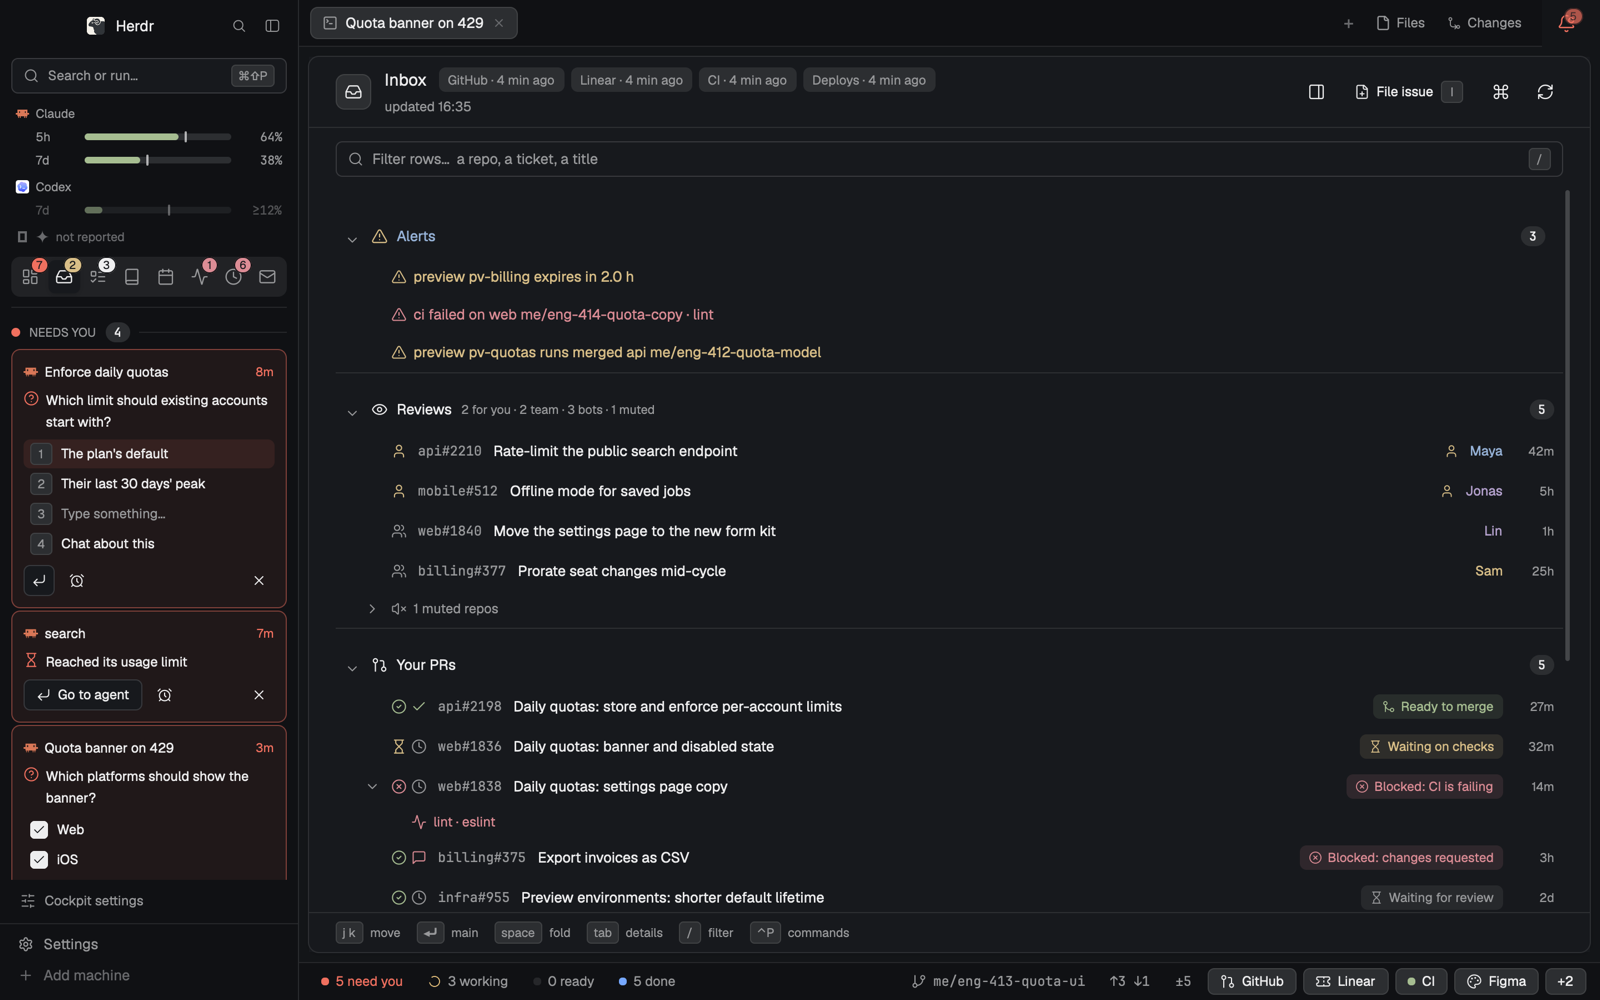 Herdr
Search or run... ⌘⇧P
Claude
5h 64%
7d 38%
Codex
7d ≥12%
not reported
7 2 3 1 6
NEEDS YOU 4
Enforce daily quotas 8m
Which limit should existing accounts
start with?
1 The plan's default
2 Their last 30 days' peak
3 Type something...
4 Chat about this
search 7m
Reached its usage limit
Go to agent
Quota banner on 429 3m
Which platforms should show the
banner?
Web
iOS
Cockpit settings
Settings
Add machine
Quota banner on 429
Files Changes 5
Inbox GitHub · 4 min ago Linear · 4 min ago CI · 4 min ago Deploys · 4 min ago
updated 16:35
File issue I
Filter rows... a repo, a ticket, a title /
Alerts 3
preview pv-billing expires in 2.0 h
ci failed on web me/eng-414-quota-copy · lint
preview pv-quotas runs merged api me/eng-412-quota-model
Reviews 2 for you · 2 team · 3 bots · 1 muted 5
api#2210 Rate-limit the public search endpoint Maya 42m
mobile#512 Offline mode for saved jobs Jonas 5h
web#1840 Move the settings page to the new form kit Lin 1h
billing#377 Prorate seat changes mid-cycle Sam 25h
1 muted repos
Your PRs 5
api#2198 Daily quotas: store and enforce per-account limits Ready to merge 27m
web#1836 Daily quotas: banner and disabled state Waiting on checks 32m
web#1838 Daily quotas: settings page copy Blocked: CI is failing 14m
lint · eslint
billing#375 Export invoices as CSV Blocked: changes requested 3h
infra#955 Preview environments: shorter default lifetime Waiting for review 2d
j k move main space fold tab details / filter ^P commands
5 need you 3 working 0 ready 5 done me/eng-413-quota-ui ↑3 ↓1 ±5 GitHub Linear CI Figma +2